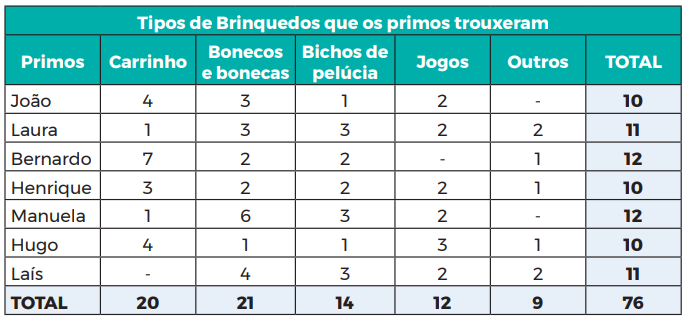 Tipos de Brinquedos que os primos trouxeram
Primos Carrinho Bonecos e bonecas Bichos de pelúcia Jogos Outros TOTAL
João 4 3 1 2 - 10
Laura 1 3 3 2 2 11
Bernardo 7 2 2 - 1 12
Henrique 3 2 2 2 1 10
Manuela 1 6 3 2 - 12
Hugo 4 1 1 3 1 10
Laís - 4 3 2 2 11
TOTAL 20 21 14 12 9 76